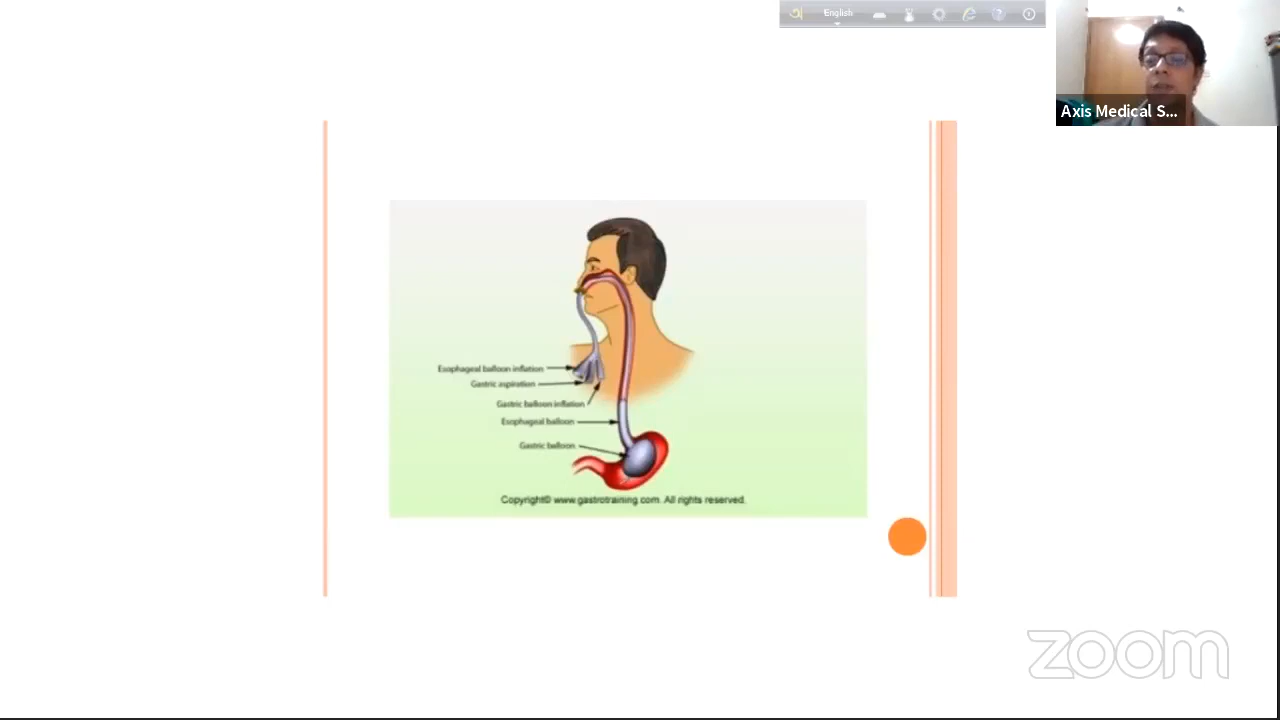 English
Axis Medical S...
Esophageal balloon inflation
Gastric aspiration
Gastric balloon inflation
Esophageal balloon
Gastric balloon
Copyright© www.gastrotraining.com. All rights reserved.
zoom